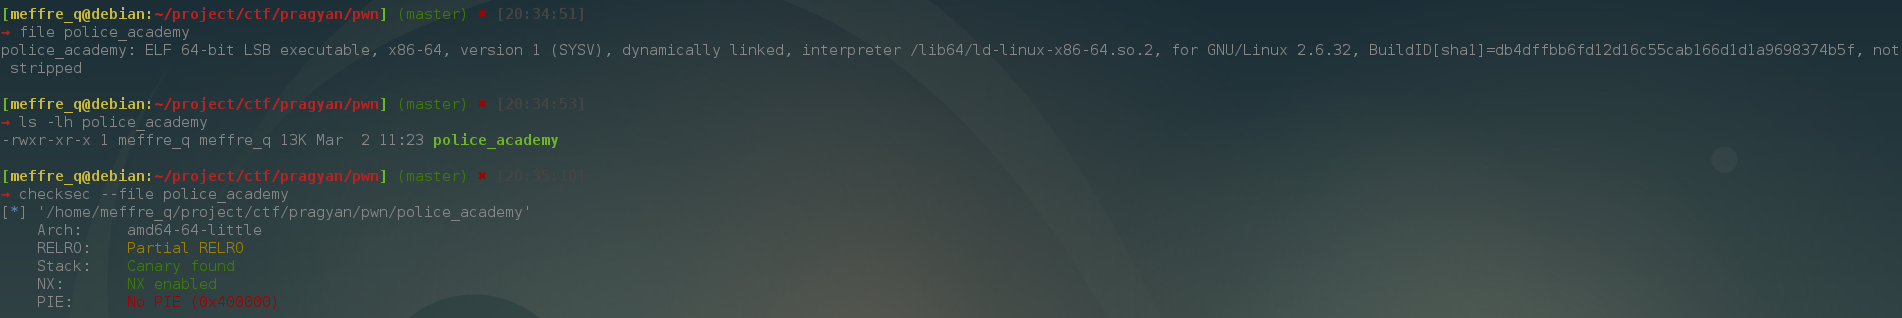 [meffre_q@debian:~/project/ctf/pragyan/pwn] (master) ✖ [20:34:51]
→ file police_academy
police_academy: ELF 64-bit LSB executable, x86-64, version 1 (SYSV), dynamically linked, interpreter /lib64/ld-linux-x86-64.so.2, for GNU/Linux 2.6.32, BuildID[sha1]=db4dffbb6fd12d16c55cab166d1d1a9698374b5f, not
stripped
[meffre_q@debian:~/project/ctf/pragyan/pwn] (master) ✖ [20:34:53]
→ ls -lh police_academy
-rwxr-xr-x 1 meffre_q meffre_q 13K Mar  2 11:23 police_academy
[meffre_q@debian:~/project/ctf/pragyan/pwn] (master) ✖
→ checksec --file police_academy
[*] '/home/meffre_q/project/ctf/pragyan/pwn/police_academy'
Arch:     amd64-64-little
RELRO:    Partial RELRO
Stack:    Canary found
NX:       NX enabled
PIE:      No PIE (0x400000)